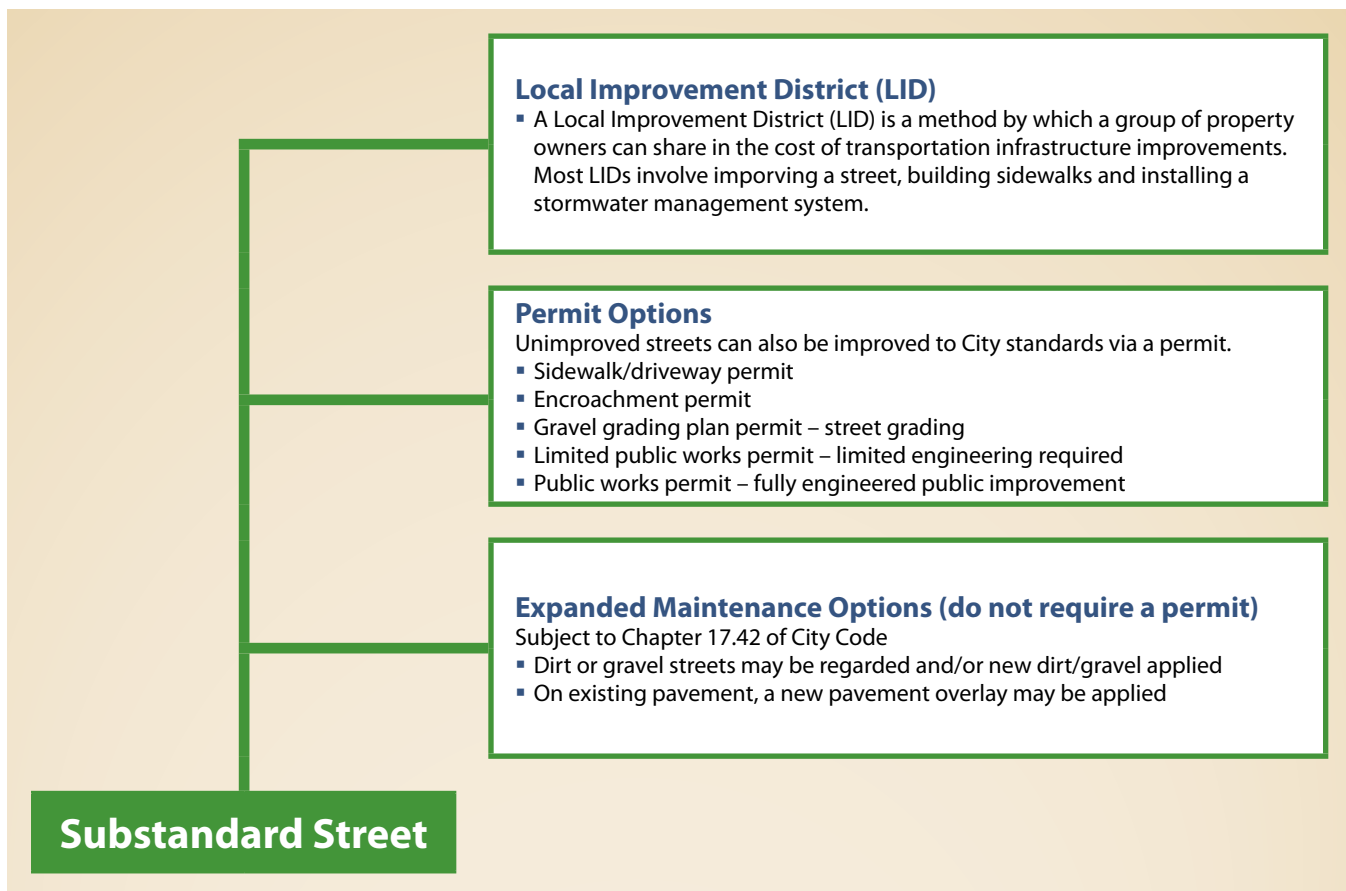 Local Improvement District (LID)
▪ A Local Improvement District (LID) is a method by which a group of property
owners can share in the cost of transportation infrastructure improvements.
Most LIDs involve imporving a street, building sidewalks and installing a
stormwater management system.
Permit Options
Unimproved streets can also be improved to City standards via a permit.
▪ Sidewalk/driveway permit
▪ Encroachment permit
▪ Gravel grading plan permit – street grading
▪ Limited public works permit – limited engineering required
▪ Public works permit – fully engineered public improvement
Expanded Maintenance Options (do not require a permit)
Subject to Chapter 17.42 of City Code
▪ Dirt or gravel streets may be regarded and/or new dirt/gravel applied
▪ On existing pavement, a new pavement overlay may be applied
Substandard Street